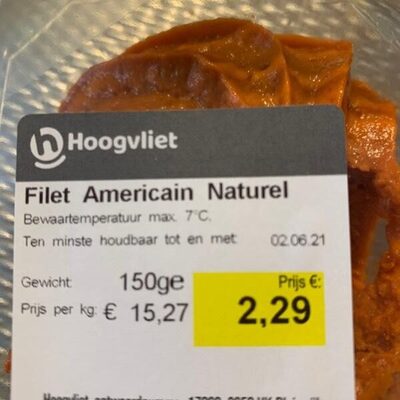 Hoogvliet
Filet Americain Naturel
Bewaartemperatuur max. 7°C.
Ten minste houdbaar tot en met: 02.06.21
Gewicht: 150ge Prijs €:
Prijs per kg: € 15,27 2,29